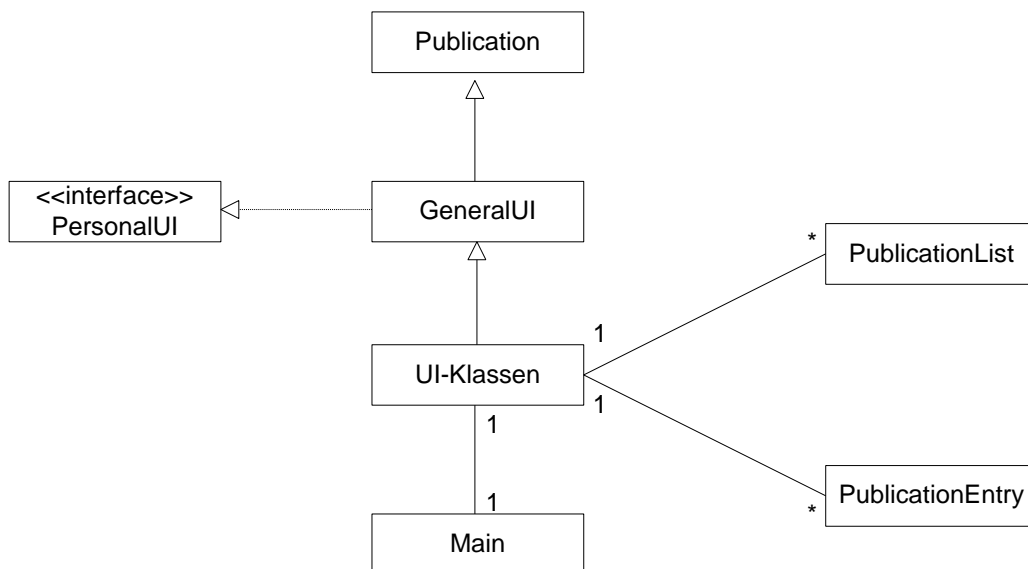 Publication
<<interface>>
PersonalUI
GeneralUI
*
PublicationList
1
UI-Klassen
1
1
1
*
PublicationEntry
Main